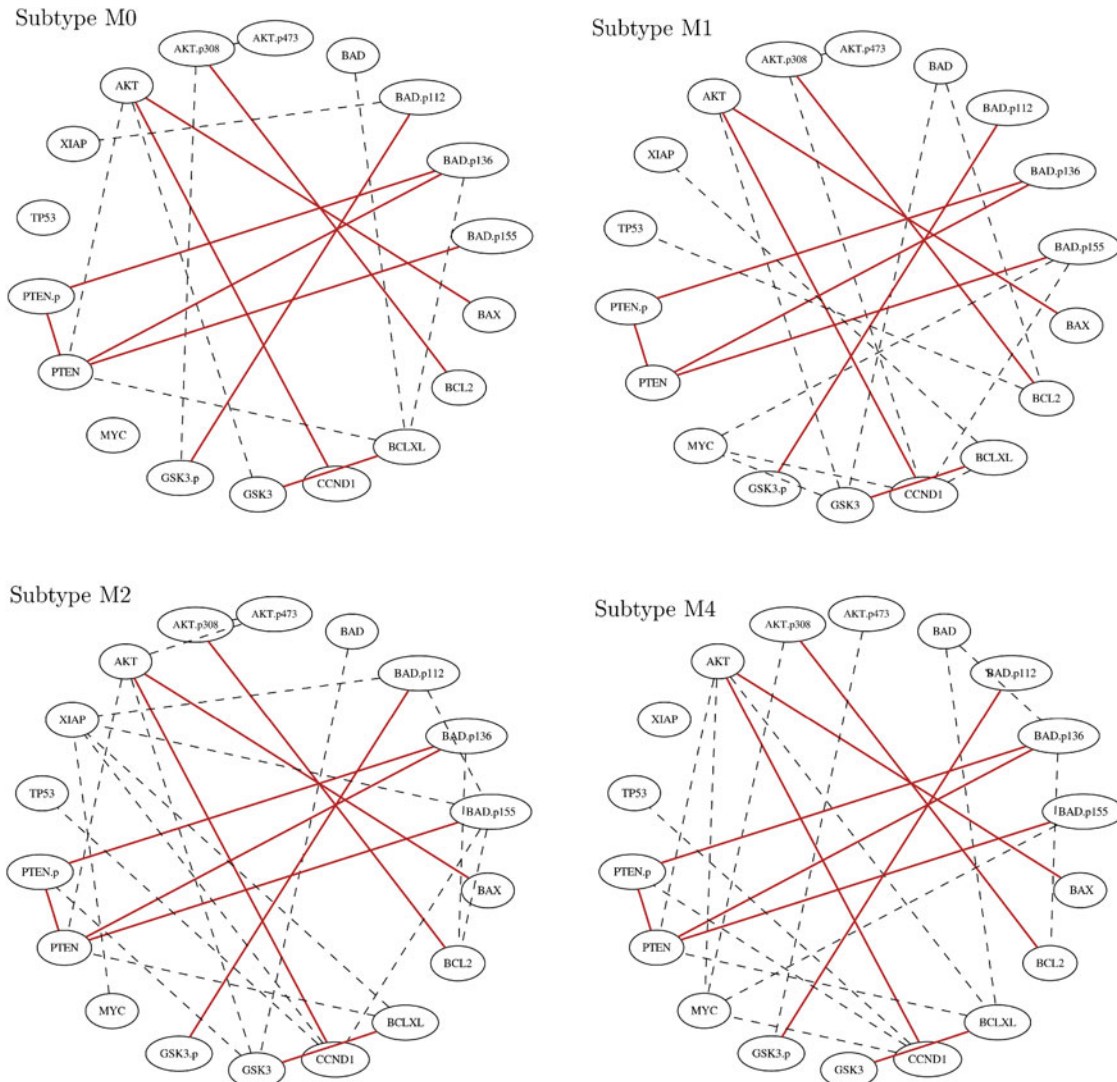 Subtype M0
AKT.p308
AKT.p473
BAD
AKT
BAD.p112
XIAP
BAD.p136
TP53
BAD.p155
PTEN.p
BAX
PTEN
BCL2
MYC
BCLXL
GSK3.p
CCND1
GSK3
Subtype M1
AKT.p308
AKT.p473
BAD
AKT
BAD.p112
XIAP
BAD.p136
TP53
BAD.p155
PTEN.p
BAX
PTEN
BCL2
MYC
BCLXL
GSK3.p
CCND1
GSK3
Subtype M2
AKT.p308
AKT.p473
BAD
AKT
BAD.p112
XIAP
BAD.p136
TP53
BAD.p155
PTEN.p
BAX
PTEN
BCL2
MYC
BCLXL
GSK3.p
CCND1
GSK3
Subtype M4
AKT.p308
AKT.p473
BAD
AKT
BAD.p112
XIAP
BAD.p136
TP53
BAD.p155
PTEN.p
BAX
PTEN
BCL2
MYC
BCLXL
GSK3.p
CCND1
GSK3